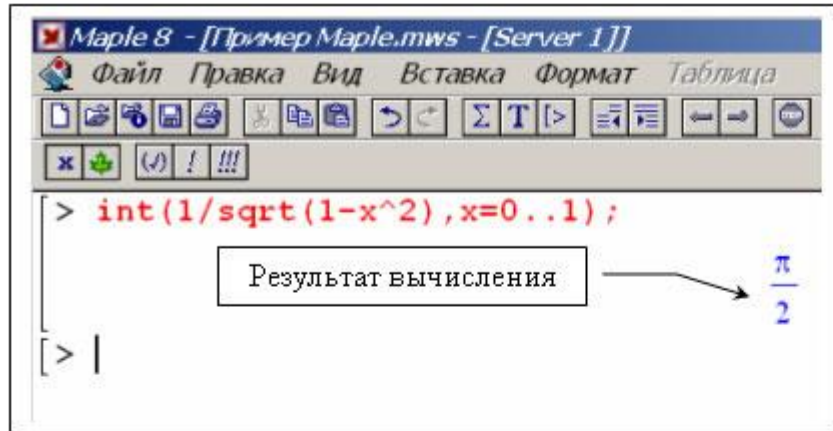 Maple 8 - [Пример Maple.mws - [Server 1]]
Файл Правка Вид Вставка Формат Таблица
Σ T [>
x (√) ! !!!
[> int(1/sqrt(1-x^2),x=0..1);
Результат вычисления
π
2
[>